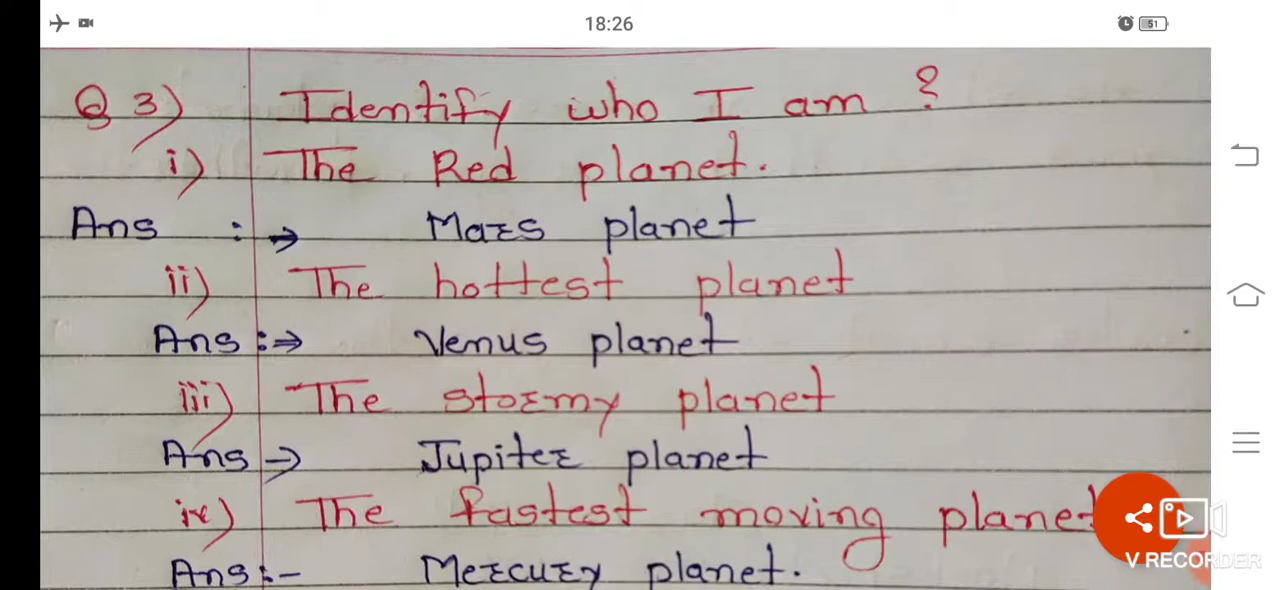 18:26
51
Q 3) Identify who I am ?
i) The Red planet.
Ans :→ Mars planet
ii) The hottest planet
Ans :→ Venus planet
iii) The stormy planet
Ans → Jupiter planet
iv) The fastest moving planet
Ans :- Mercury planet.
V RECORDER